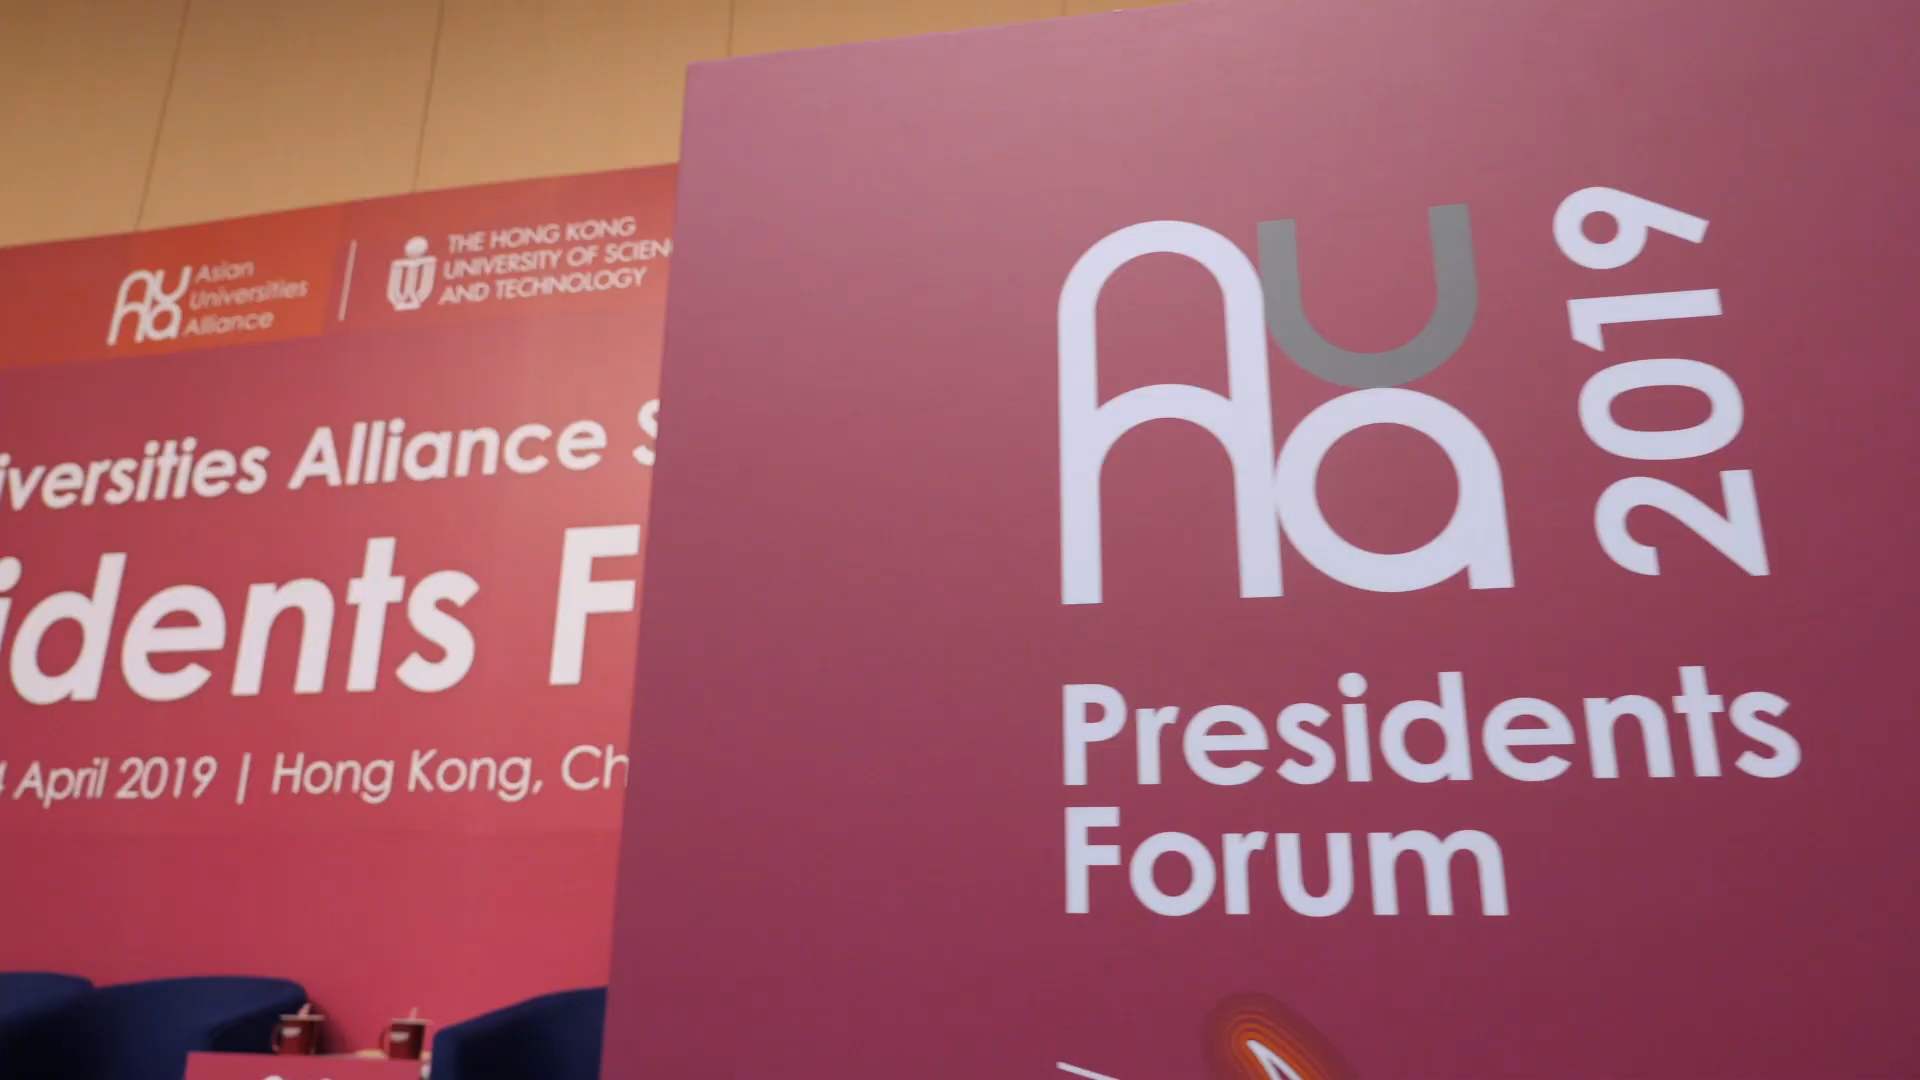 Asian
Universities
Alliance
THE HONG KONG
UNIVERSITY OF SCIEN
AND TECHNOLOGY
iversities Alliance S
idents F
4 April 2019 | Hong Kong, Ch
AUA
2019
Presidents
Forum